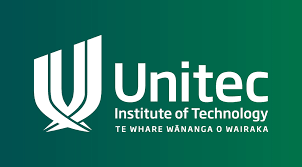 Unitec
Institute of Technology
TE WHARE WĀNANGA O WAIRAKA